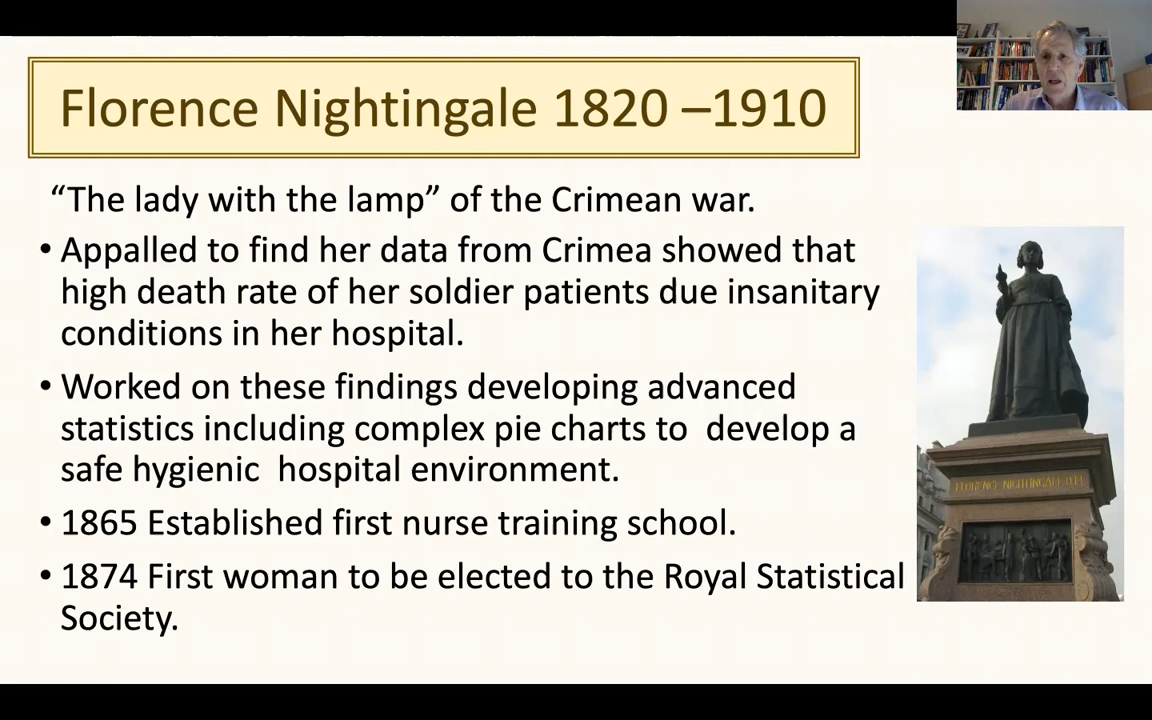 Florence Nightingale 1820 –1910
“The lady with the lamp” of the Crimean war.
• Appalled to find her data from Crimea showed that
high death rate of her soldier patients due insanitary
conditions in her hospital.
• Worked on these findings developing advanced
statistics including complex pie charts to  develop a
safe hygienic  hospital environment.
• 1865 Established first nurse training school.
• 1874 First woman to be elected to the Royal Statistical
Society.
FLORENCE NIGHTINGALE O.M.